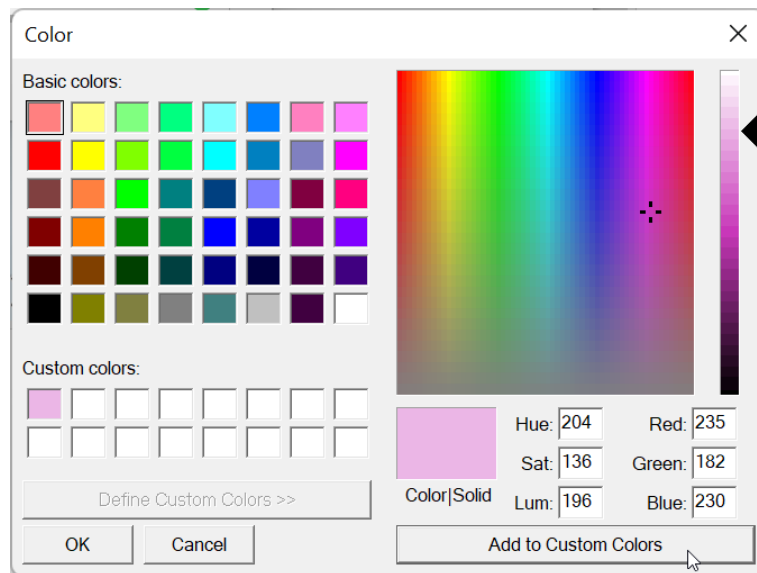 Color
Basic colors:
Custom colors:
Define Custom Colors >>
OK Cancel
Color|Solid
Hue: 204 Red: 235
Sat: 136 Green: 182
Lum: 196 Blue: 230
Add to Custom Colors